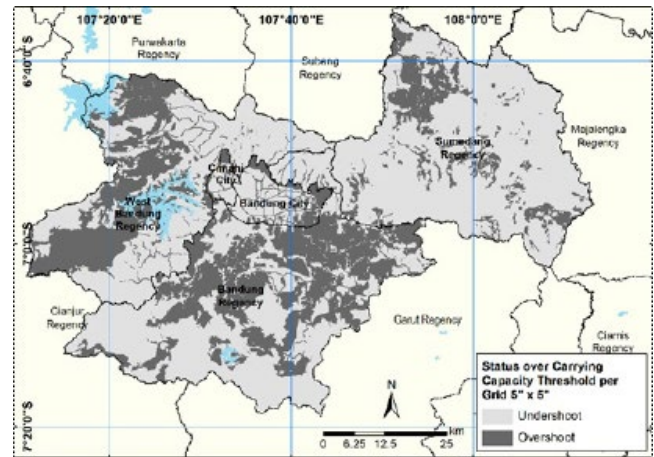 107°20'0"E
107°40'0"E
108°0'0"E
6°40'0"S
7°0'0"S
7°20'0"S
Purwakarta
Regency
Subang
Regency
Majalengka
Regency
Sumedang
Regency
Cimahi
City
Bandung City
West
Bandung
Regency
Bandung
Regency
Cianjur
Regency
Garut Regency
Ciamis
Regency
N
km
0 6.25 12.5 25
Status over Carrying
Capacity Threshold per
Grid 5" x 5"
Undershoot
Overshoot